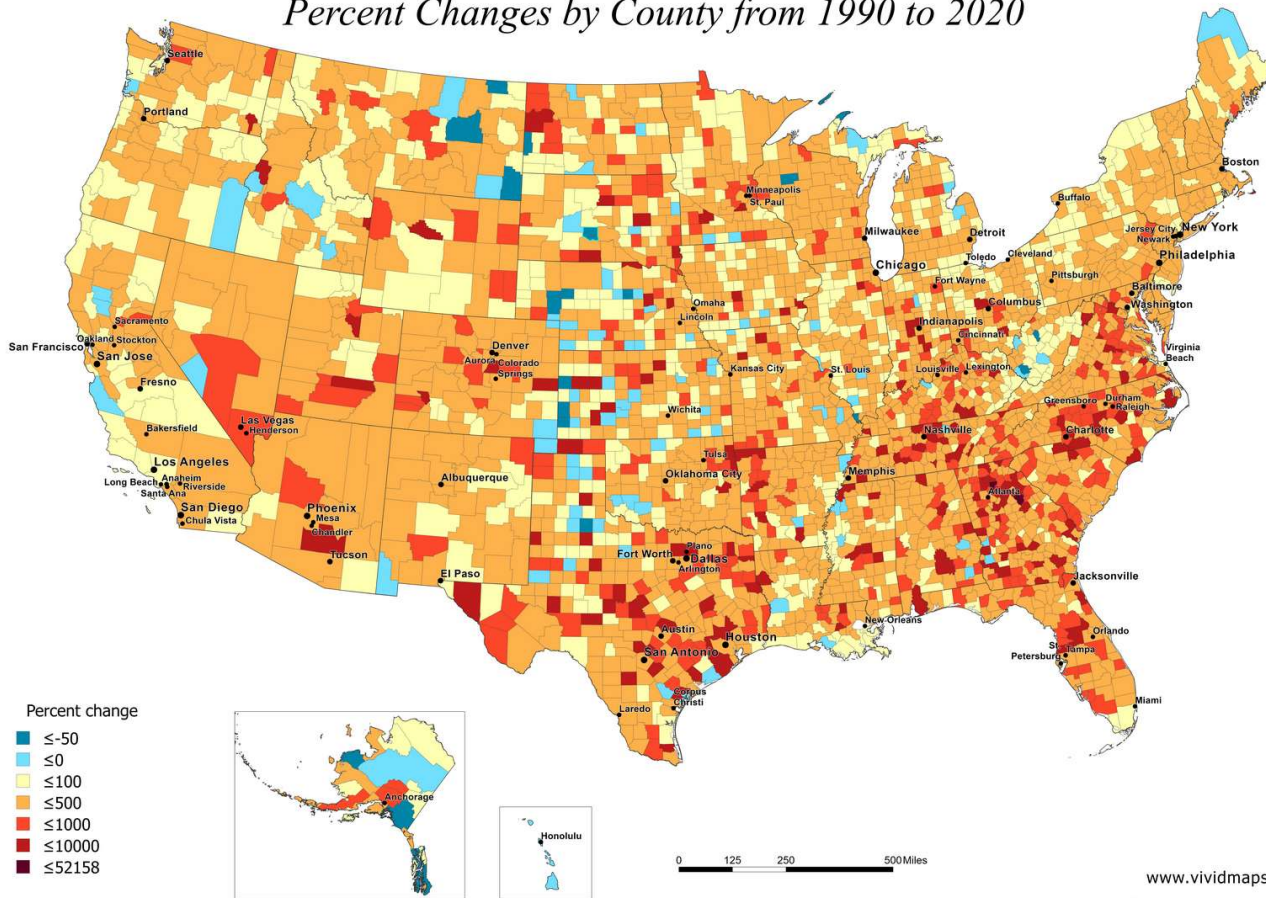 Percent Changes by County from 1990 to 2020
Seattle
Portland
Minneapolis
St. Paul
Milwaukee
Detroit
Buffalo
Boston
Chicago
Toledo
Cleveland
Jersey City
New York
Newark
Philadelphia
Fort Wayne
Pittsburgh
Baltimore
Washington
Omaha
Lincoln
Columbus
Indianapolis
Cincinnati
Sacramento
Oakland
Stockton
San Francisco
San Jose
Denver
Aurora
Colorado
Springs
Kansas City
St. Louis
Louisville
Lexington
Virginia
Beach
Fresno
Las Vegas
Henderson
Wichita
Greensboro
Durham
Raleigh
Nashville
Charlotte
Bakersfield
Los Angeles
Long Beach
Anaheim
Riverside
Santa Ana
San Diego
Chula Vista
Albuquerque
Tulsa
Oklahoma City
Memphis
Atlanta
Phoenix
Mesa
Chandler
Tucson
El Paso
Plano
Fort Worth
Dallas
Arlington
Jacksonville
Austin
Houston
San Antonio
New Orleans
Orlando
St
Tampa
Petersburg
Corpus
Christi
Laredo
Miami
Percent change
≤-50
≤0
≤100
≤500
≤1000
≤10000
≤52158
Anchorage
Honolulu
0 125 250 500 Miles
www.vividmaps